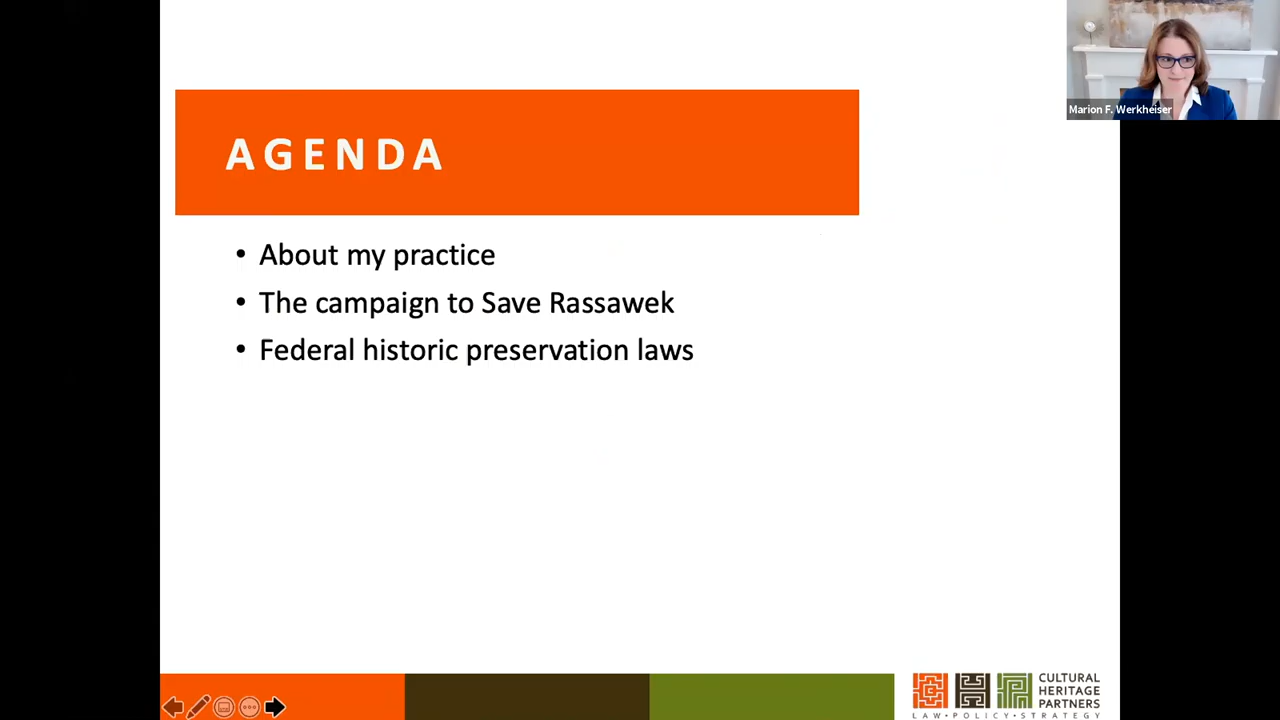 Marion F. Werkheiser
AGENDA
• About my practice
• The campaign to Save Rassawek
• Federal historic preservation laws
CULTURAL
HERITAGE
PARTNERS
LAW • POLICY • STRATEGY